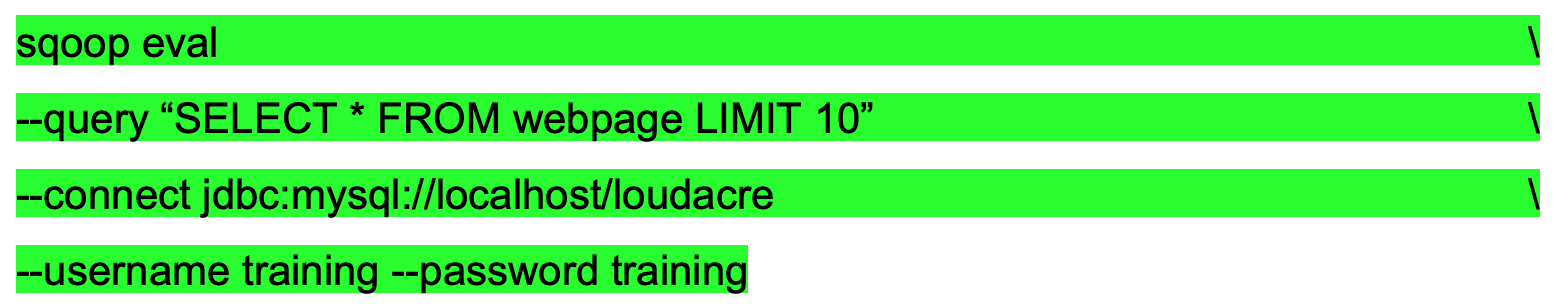 sqoop eval \
--query “SELECT * FROM webpage LIMIT 10” \
--connect jdbc:mysql://localhost/loudacre \
--username training --password training